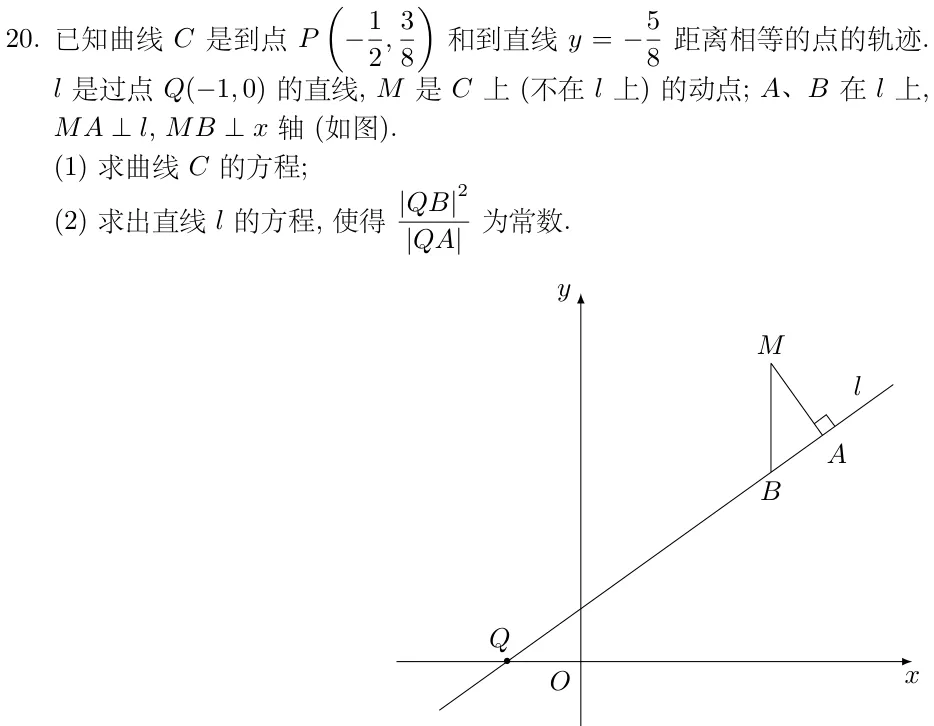 20. 已知曲线 C 是到点 P(−1/2, 3/8) 和到直线 y = −5/8 距离相等的点的轨迹.
l 是过点 Q(−1, 0) 的直线, M 是 C 上 (不在 l 上) 的动点; A、B 在 l 上,
MA ⊥ l, MB ⊥ x 轴 (如图).
(1) 求曲线 C 的方程;
(2) 求出直线 l 的方程, 使得 |QB|²/|QA| 为常数.
y
M
l
A
B
Q
O
x